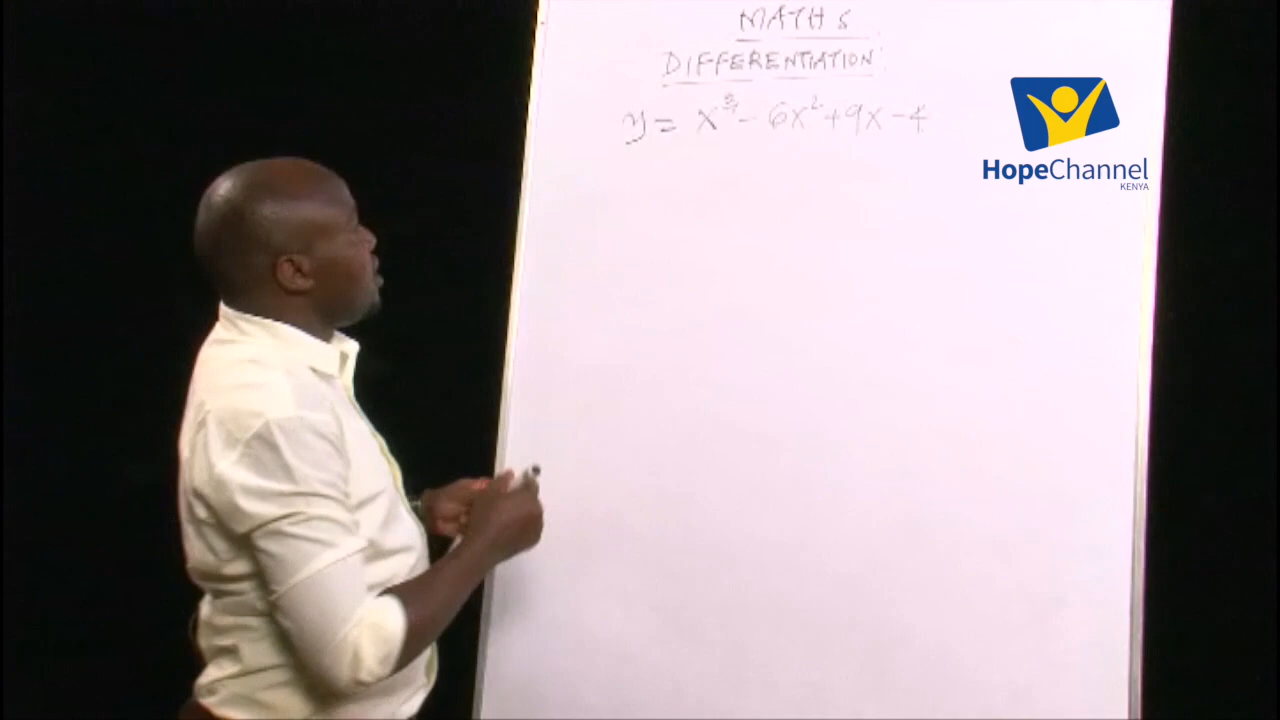 MATHS
DIFFERENTIATION
y = x³ - 6x² + 9x - 4
HopeChannel
KENYA